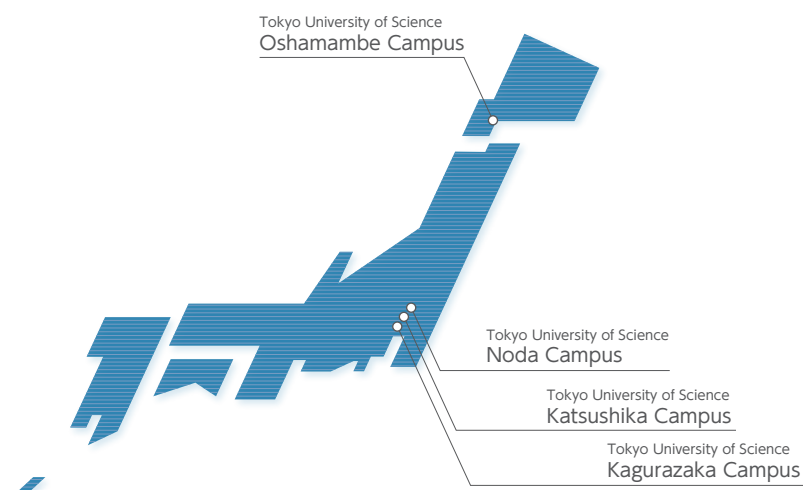 Tokyo University of Science
Oshamambe Campus
Tokyo University of Science
Noda Campus
Tokyo University of Science
Katsushika Campus
Tokyo University of Science
Kagurazaka Campus